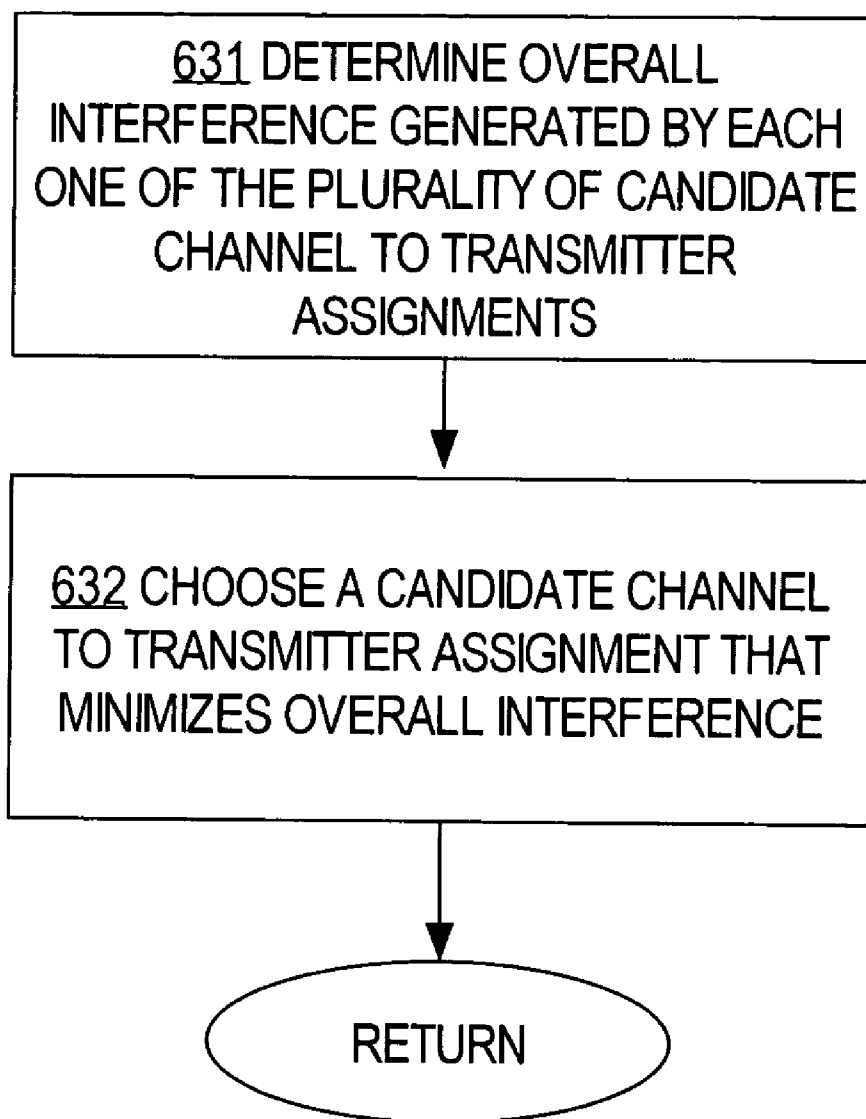 631 DETERMINE OVERALL
INTERFERENCE GENERATED BY EACH
ONE OF THE PLURALITY OF CANDIDATE
CHANNEL TO TRANSMITTER
ASSIGNMENTS
632 CHOOSE A CANDIDATE CHANNEL
TO TRANSMITTER ASSIGNMENT THAT
MINIMIZES OVERALL INTERFERENCE
RETURN